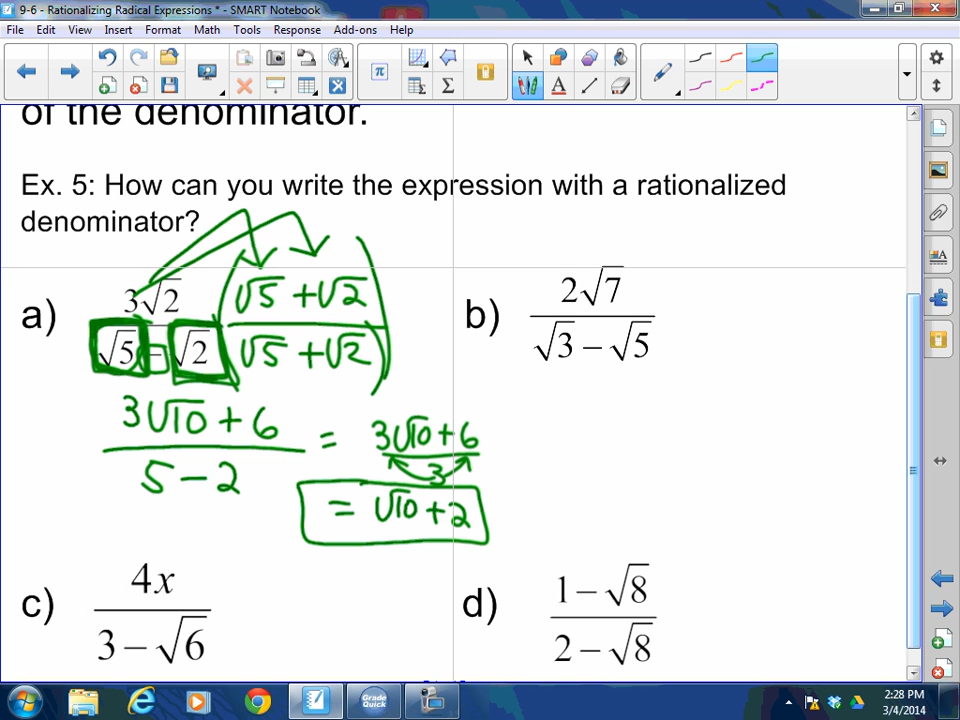 9-6 - Rationalizing Radical Expressions * - SMART Notebook
File Edit View Insert Format Math Tools Response Add-ons Help
of the denominator.
Ex. 5: How can you write the expression with a rationalized
denominator?
a) 3√2 (√5 + √2
√5 - √2 √5 + √2)
3√10 + 6
5 - 2
= 3√10 + 6
3
= √10 + 2
b) 2√7
√3 - √5
c) 4x
3 - √6
d) 1 - √8
2 - √8
Grade
Quick
2:28 PM
3/4/2014